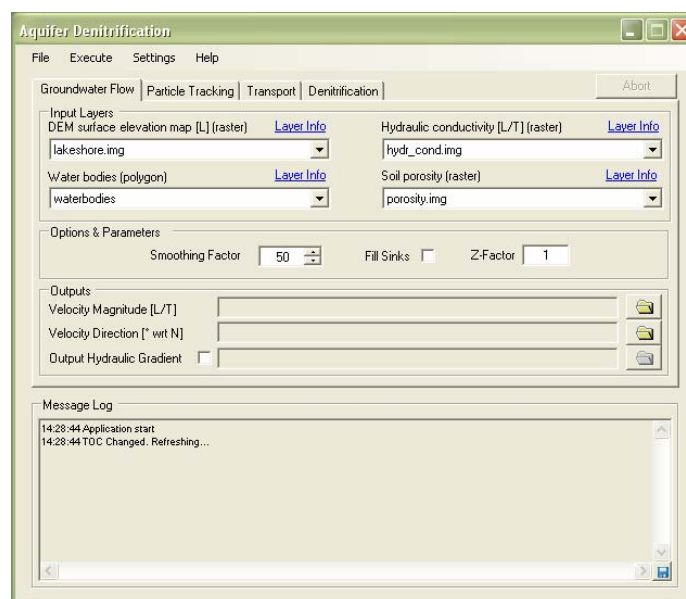 Aquifer Denitrification
File Execute Settings Help
Groundwater Flow Particle Tracking Transport Denitrification Abort
Input Layers
DEM surface elevation map [L] (raster) Layer Info Hydraulic conductivity [L/T] (raster) Layer Info
lakeshore.img hydr_cond.img
Water bodies (polygon) Layer Info Soil porosity (raster) Layer Info
waterbodies porosity.img
Options & Parameters
Smoothing Factor 50 Fill Sinks Z-Factor 1
Outputs
Velocity Magnitude [L/T]
Velocity Direction [° wrt N]
Output Hydraulic Gradient
Message Log
14:28:44 Application start
14:28:44 TOC Changed. Refreshing...